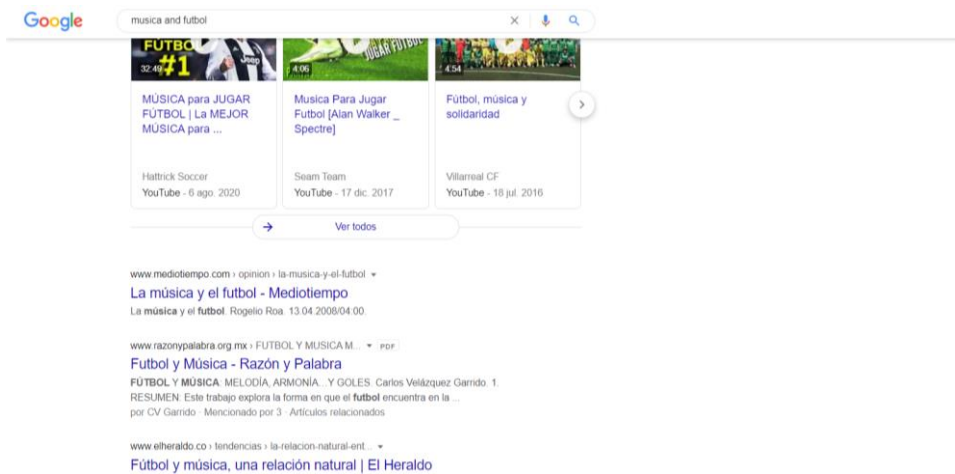 Google
musica and futbol
FÚTBO
#1
32:49
JUGAR FUTBOL
4:06
4:54
MÚSICA para JUGAR
FÚTBOL | La MEJOR
MÚSICA para ...
Hattrick Soccer
YouTube - 6 ago. 2020
Musica Para Jugar
Futbol [Alan Walker _
Spectre]
Seam Team
YouTube - 17 dic. 2017
Fútbol, música y
solidaridad
Villarreal CF
YouTube - 18 jul. 2016
Ver todos
www.mediotiempo.com › opinion › la-musica-y-el-futbol
La música y el futbol - Mediotiempo
La música y el futbol. Rogelio Roa. 13.04.2008/04:00.
www.razonypalabra.org.mx › FUTBOL Y MUSICA M... PDF
Futbol y Música - Razón y Palabra
FÚTBOL Y MÚSICA: MELODÍA, ARMONÍA...Y GOLES. Carlos Velázquez Garrido. 1.
RESUMEN. Este trabajo explora la forma en que el futbol encuentra en la ...
por CV Garrido · Mencionado por 3 · Artículos relacionados
www.elheraldo.co › tendencias › la-relacion-natural-ent...
Fútbol y música, una relación natural | El Heraldo